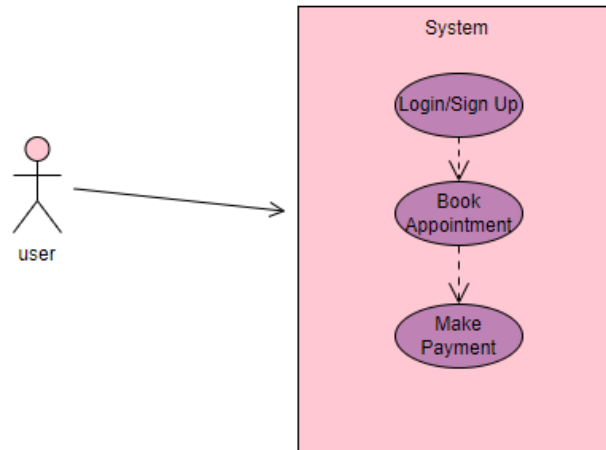 System
Login/Sign Up
Book
Appointment
Make
Payment
user